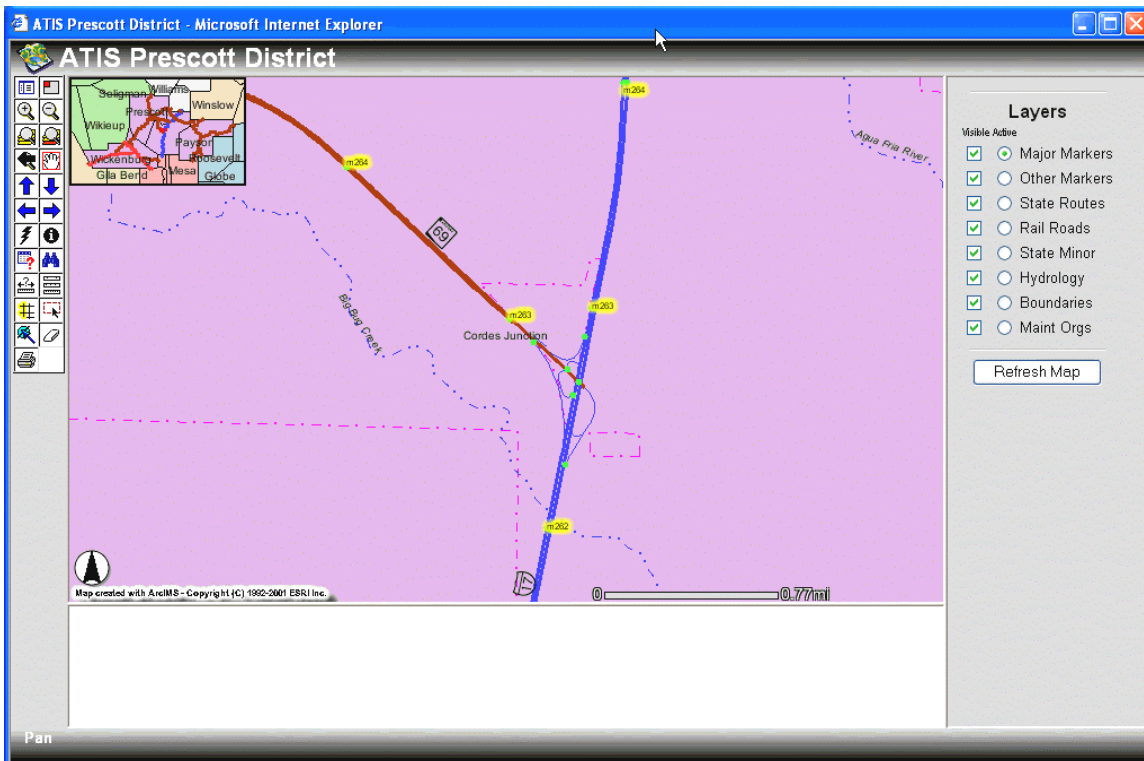 ATIS Prescott District - Microsoft Internet Explorer
ATIS Prescott District
Seligman
Williams
Prescott
Winslow
Wikieup
Payson
Wickenburg
Roosevelt
Gila Bend
Mesa
Globe
m264
m264
Agua Fria River
69
Big Bug Creek
m263
m263
Cordes Junction
m262
17
Map created with ArcIMS - Copyright (C) 1992-2001 ESRI Inc.
0
0.77mi
Layers
Visible Active
Major Markers
Other Markers
State Routes
Rail Roads
State Minor
Hydrology
Boundaries
Maint Orgs
Refresh Map
Pan